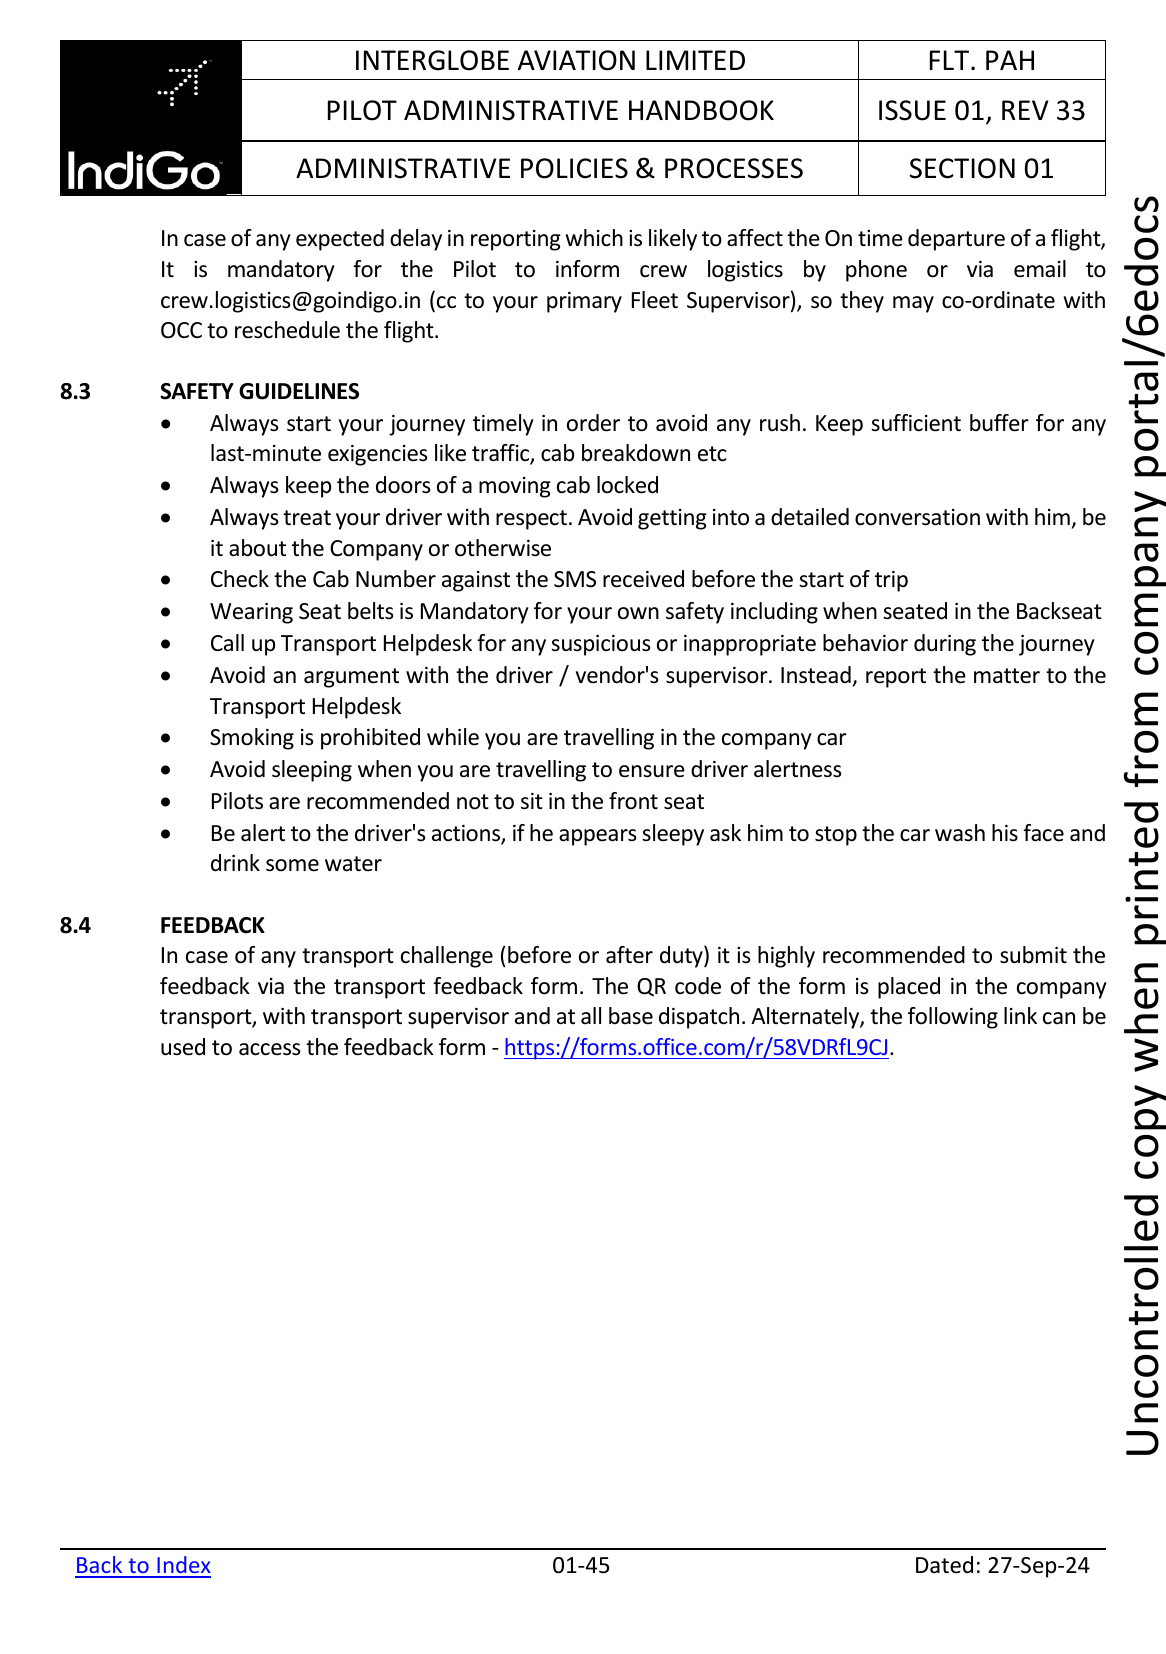 INTERGLOBE AVIATION LIMITED
FLT. PAH
PILOT ADMINISTRATIVE HANDBOOK
ISSUE 01, REV 33
IndiGo
ADMINISTRATIVE POLICIES & PROCESSES
SECTION 01
In case of any expected delay in reporting which is likely to affect the On time departure of a flight,
It is mandatory for the Pilot to inform crew logistics by phone or via email to
crew.logistics@goindigo.in (cc to your primary Fleet Supervisor), so they may co-ordinate with
OCC to reschedule the flight.
8.3 SAFETY GUIDELINES
• Always start your journey timely in order to avoid any rush. Keep sufficient buffer for any
last-minute exigencies like traffic, cab breakdown etc
• Always keep the doors of a moving cab locked
• Always treat your driver with respect. Avoid getting into a detailed conversation with him, be
it about the Company or otherwise
• Check the Cab Number against the SMS received before the start of trip
• Wearing Seat belts is Mandatory for your own safety including when seated in the Backseat
• Call up Transport Helpdesk for any suspicious or inappropriate behavior during the journey
• Avoid an argument with the driver / vendor's supervisor. Instead, report the matter to the
Transport Helpdesk
• Smoking is prohibited while you are travelling in the company car
• Avoid sleeping when you are travelling to ensure driver alertness
• Pilots are recommended not to sit in the front seat
• Be alert to the driver's actions, if he appears sleepy ask him to stop the car wash his face and
drink some water
8.4 FEEDBACK
In case of any transport challenge (before or after duty) it is highly recommended to submit the
feedback via the transport feedback form. The QR code of the form is placed in the company
transport, with transport supervisor and at all base dispatch. Alternately, the following link can be
used to access the feedback form - https://forms.office.com/r/58VDRfL9CJ.
Back to Index
01-45
Dated: 27-Sep-24
Uncontrolled copy when printed from company portal/6edocs